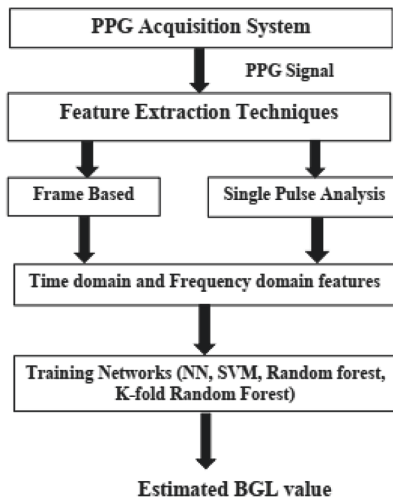 PPG Acquisition System
PPG Signal
Feature Extraction Techniques
Frame Based
Single Pulse Analysis
Time domain and Frequency domain features
Training Networks (NN, SVM, Random forest,
K-fold Random Forest)
Estimated BGL value